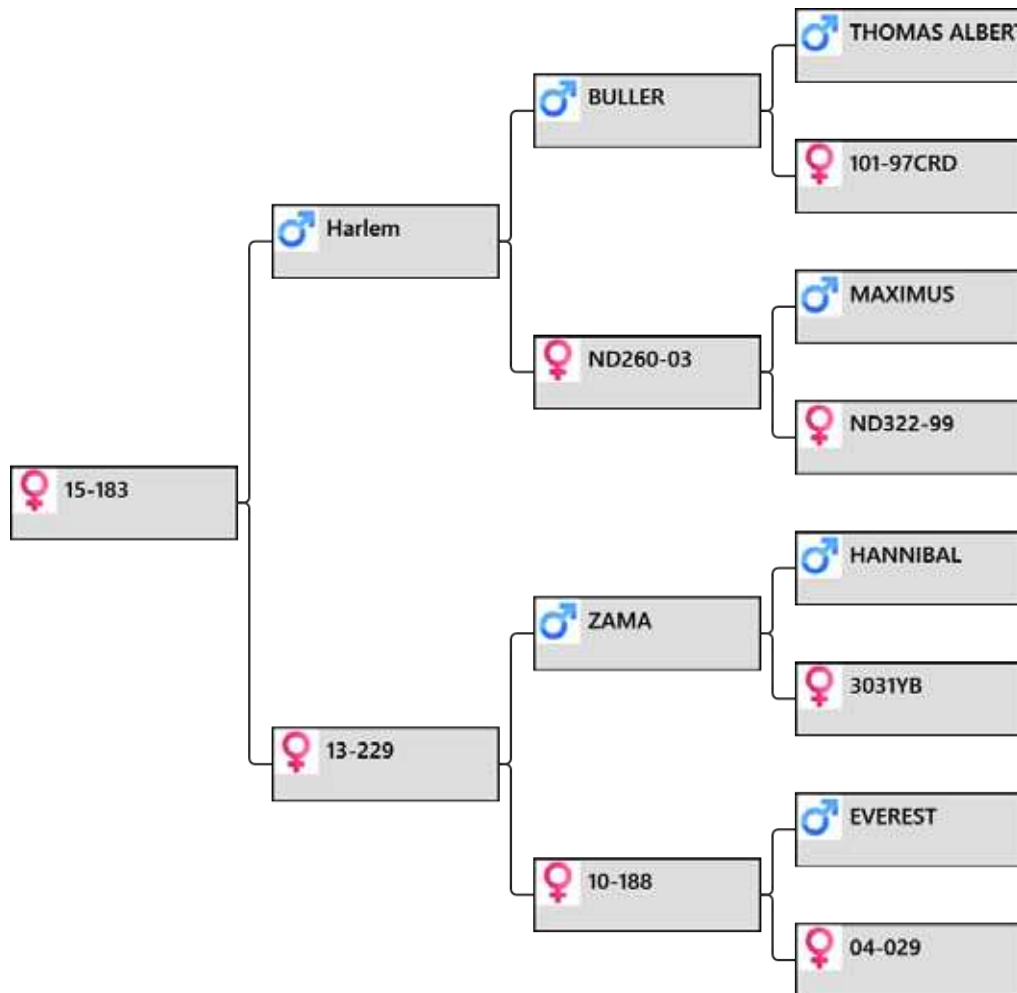 THOMAS ALBERT
BULLER
101-97CRD
Harlem
MAXIMUS
ND260-03
ND322-99
15-183
HANNIBAL
ZAMA
3031YB
13-229
EVEREST
10-188
04-029